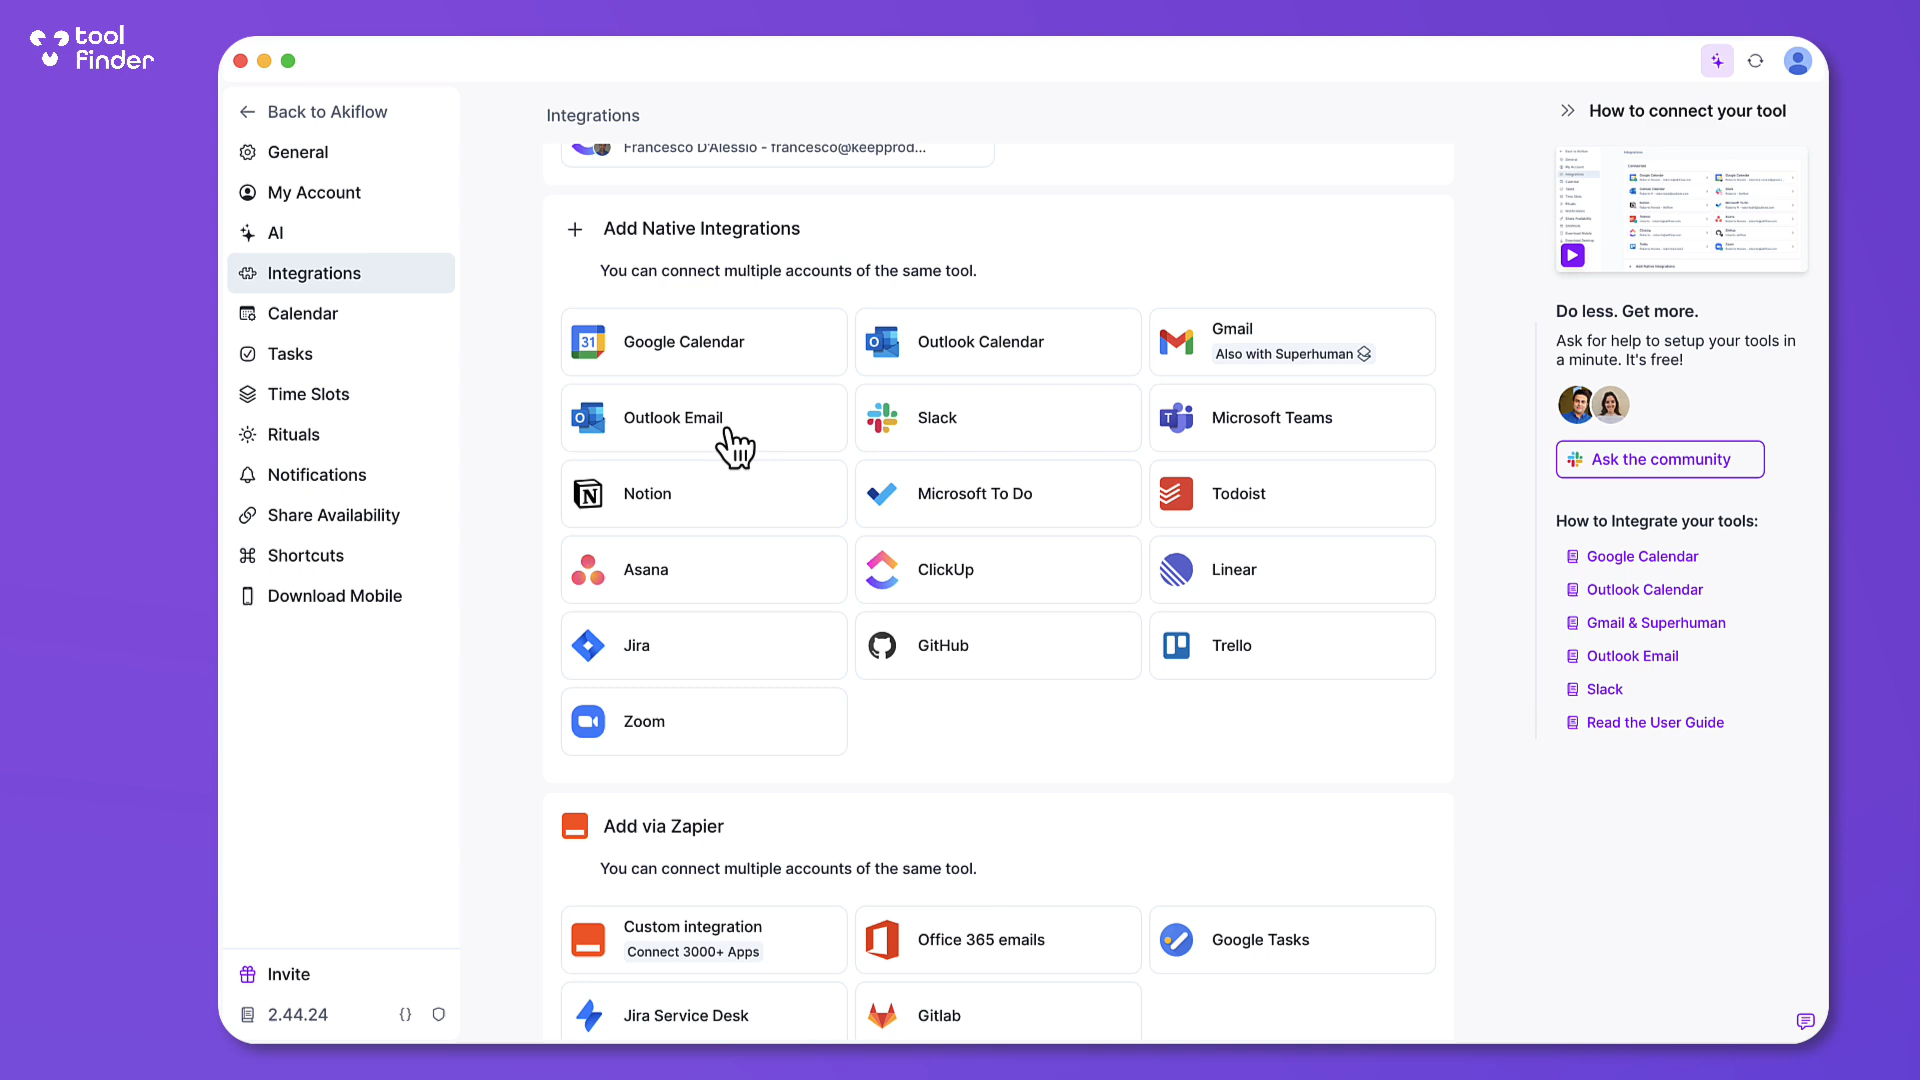 tool
finder
Back to Akiflow
General
My Account
AI
Integrations
Calendar
Tasks
Time Slots
Rituals
Notifications
Share Availability
Shortcuts
Download Mobile
Invite
2.44.24
{}
Integrations
Francesco D'Alessio - francesco@keepprod...
Add Native Integrations
You can connect multiple accounts of the same tool.
31
Google Calendar
Outlook Calendar
Gmail
Also with Superhuman
Outlook Email
Slack
Microsoft Teams
Notion
Microsoft To Do
Todoist
Asana
ClickUp
Linear
Jira
GitHub
Trello
Zoom
Add via Zapier
You can connect multiple accounts of the same tool.
Custom integration
Connect 3000+ Apps
Office 365 emails
Google Tasks
Jira Service Desk
Gitlab
How to connect your tool
Do less. Get more.
Ask for help to setup your tools in
a minute. It's free!
Ask the community
How to Integrate your tools:
Google Calendar
Outlook Calendar
Gmail & Superhuman
Outlook Email
Slack
Read the User Guide